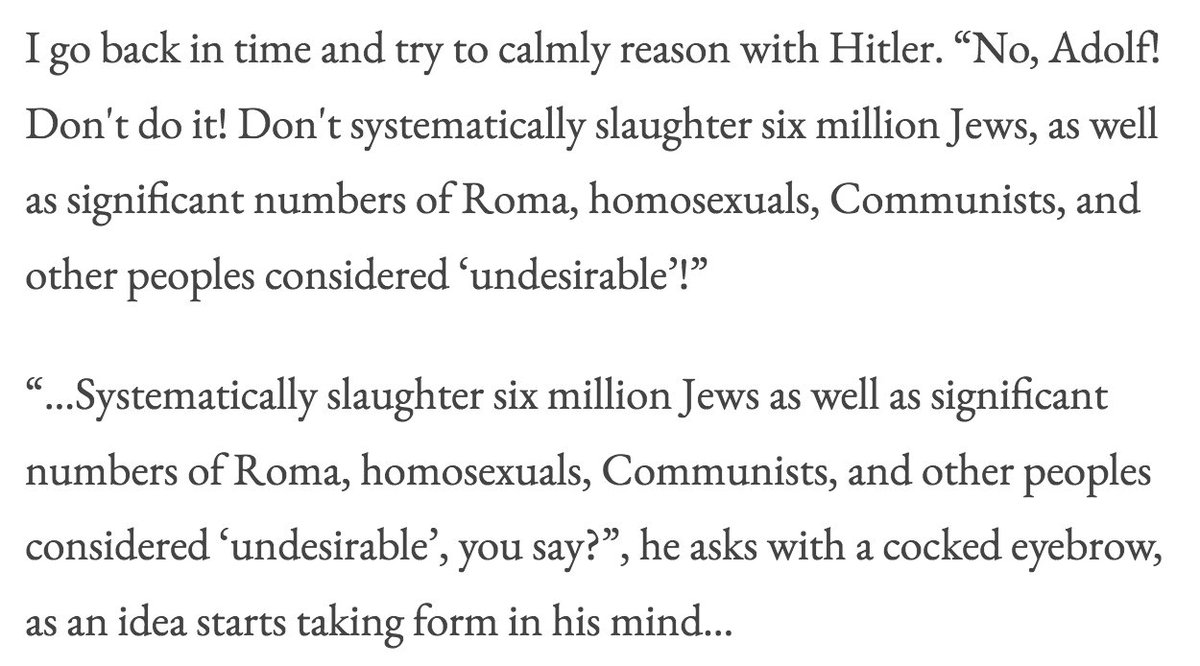 I go back in time and try to calmly reason with Hitler. “No, Adolf!
Don't do it! Don't systematically slaughter six million Jews, as well
as significant numbers of Roma, homosexuals, Communists, and
other peoples considered ‘undesirable’!”
“...Systematically slaughter six million Jews as well as significant
numbers of Roma, homosexuals, Communists, and other peoples
considered ‘undesirable’, you say?”, he asks with a cocked eyebrow,
as an idea starts taking form in his mind...